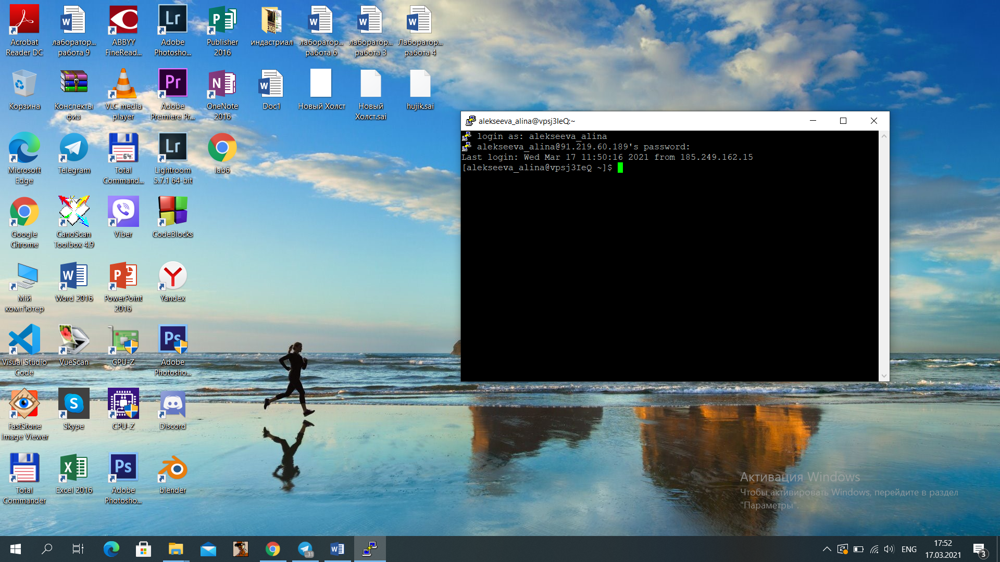 Acrobat
Reader DC
лаборатор...
работа 9
ABBYY
FineRead...
Lr
Adobe
Photosho...
Publisher
2016
индастриал
лаборатор...
работа 6
лаборатор...
работа 3
Лаборатор...
работа 4
Корзина
Конспекты
физ
VLC media
player
Pr
Adobe
Premiere Pr...
OneNote
2016
Doc1
Новый Холст
Новый
Холст.sai
hujik.sai
Microsoft
Edge
Telegram
64
Total
Command...
Lr
Lightroom
5.7.1 64-bit
lab6
Google
Chrome
CanoScan
Toolbox 4.9
Viber
CodeBlocks
Мій
комп'ютер
Word 2016
PowerPoint
2016
Yandex
Visual Studio
Code
VueScan
GPU-Z
Ps
Adobe
Photosho...
FastStone
Image Viewer
Skype
CPU-Z
Discord
Total
Commander
Excel 2016
Ps
Adobe
Photosho...
blender
alekseeva_alina@vpsj3IeQ:~
login as: alekseeva_alina
alekseeva_alina@91.219.60.189's password:
Last login: Wed Mar 17 11:50:16 2021 from 185.249.162.15
[alekseeva_alina@vpsj3IeQ ~]$
Активация Windows
Чтобы активировать Windows, перейдите в раздел
"Параметры".
..31
ENG
17:52
17.03.2021
3